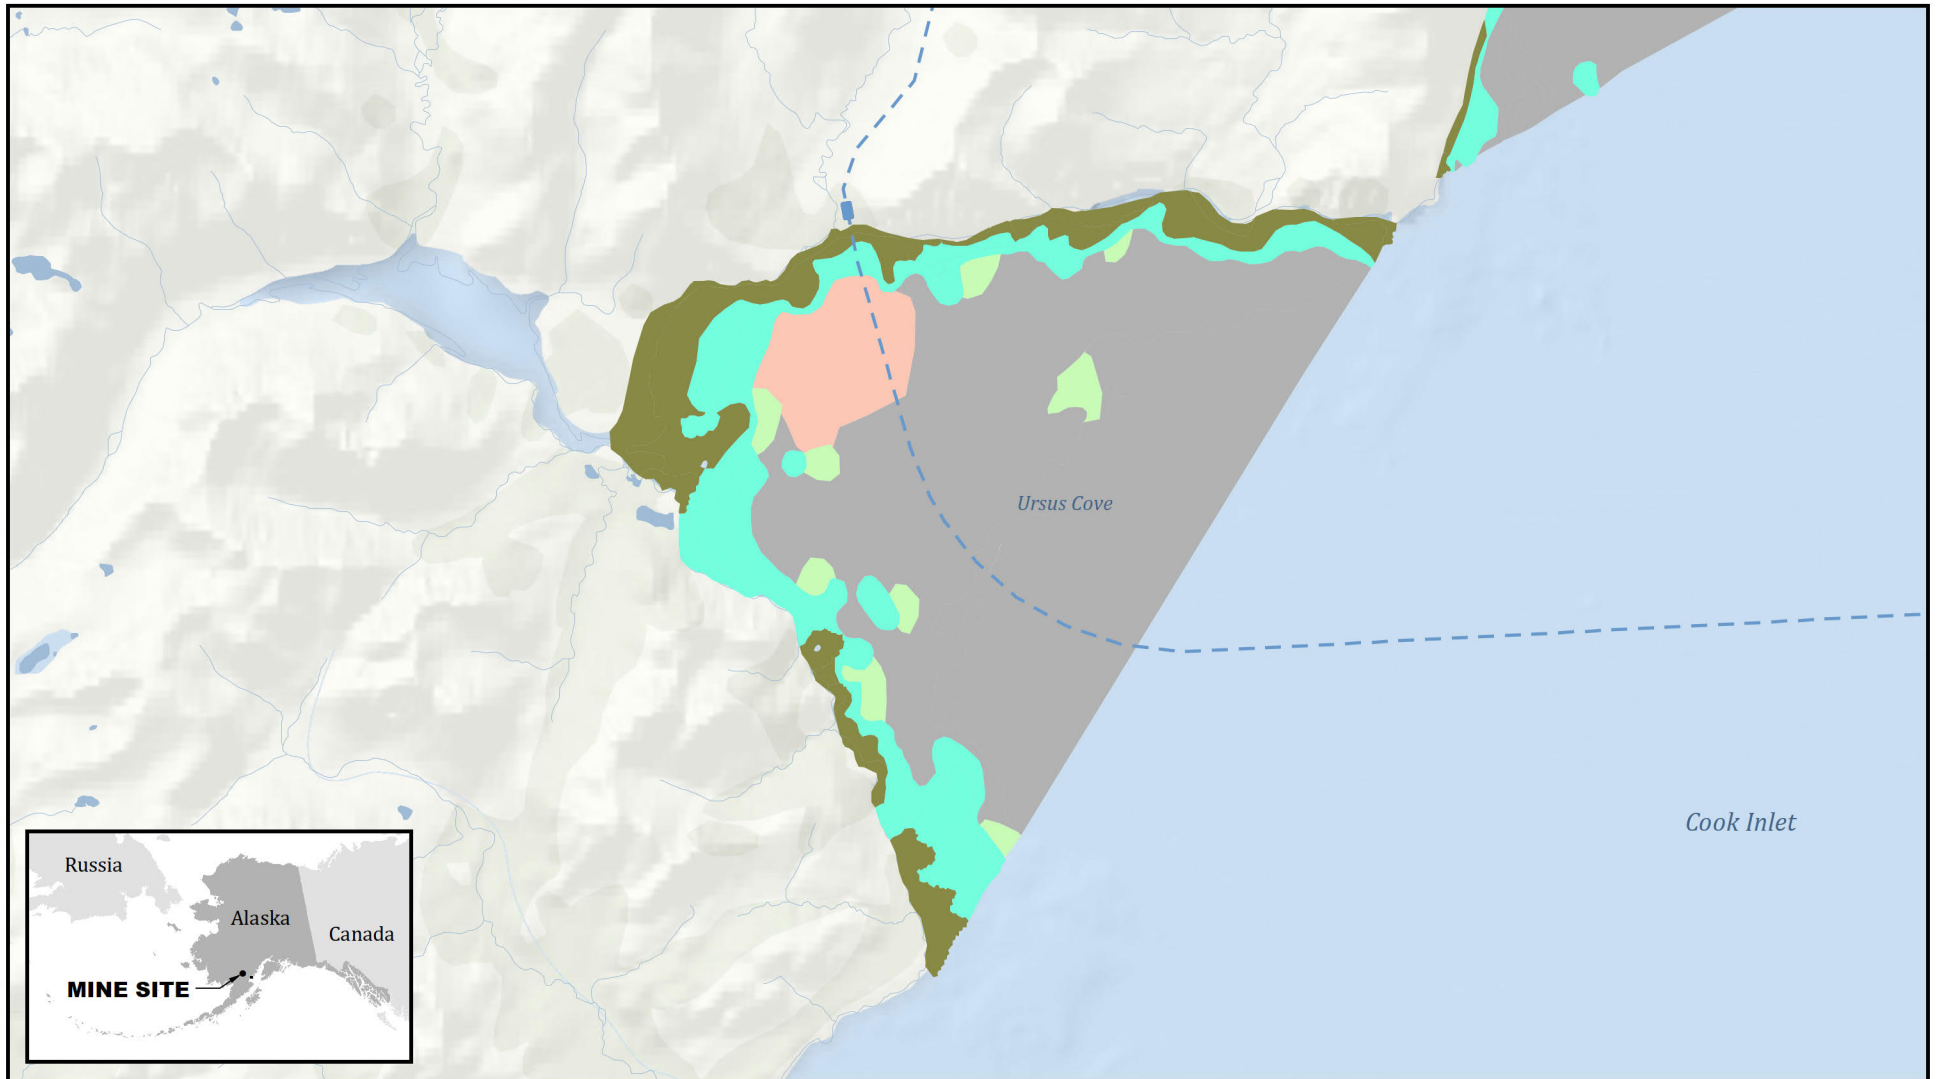 Ursus Cove
Cook Inlet
Russia
Alaska
Canada
MINE SITE